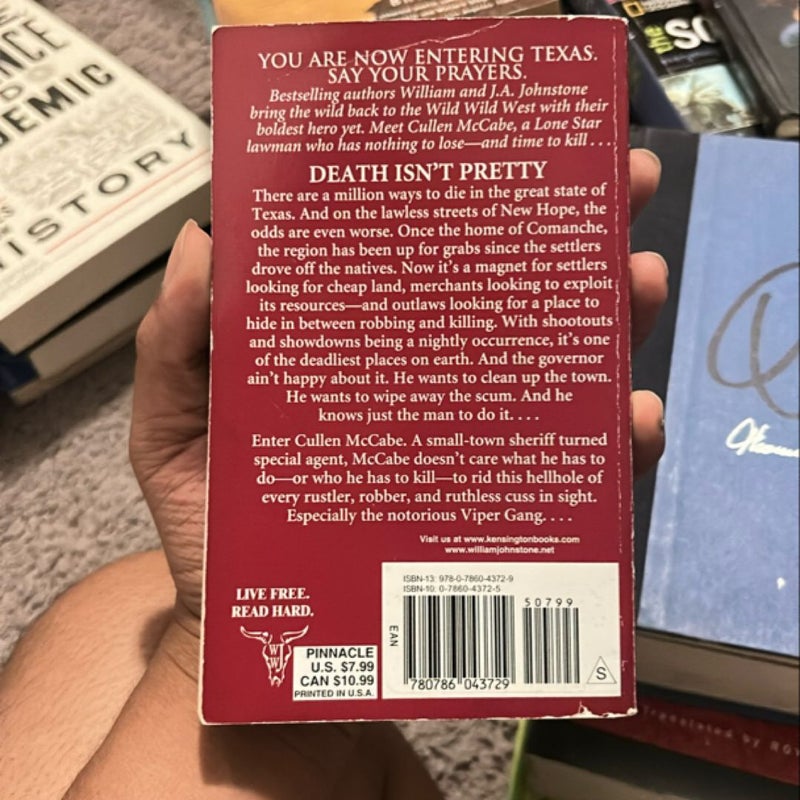 YOU ARE NOW ENTERING TEXAS.
SAY YOUR PRAYERS.
Bestselling authors William and J.A. Johnstone
bring the wild back to the Wild Wild West with their
boldest hero yet. Meet Cullen McCabe, a Lone Star
lawman who has nothing to lose—and time to kill . . .
DEATH ISN'T PRETTY
There are a million ways to die in the great state of
Texas. And on the lawless streets of New Hope, the
odds are even worse. Once the home of Comanche,
the region has been up for grabs since the settlers
drove off the natives. Now it's a magnet for settlers
looking for cheap land, merchants looking to exploit
its resources—and outlaws looking for a place to
hide in between robbing and killing. With shootouts
and showdowns being a nightly occurrence, it's one
of the deadliest places on earth. And the governor
ain't happy about it. He wants to clean up the town.
He wants to wipe away the scum. And he
knows just the man to do it. . . .
Enter Cullen McCabe. A small-town sheriff turned
special agent, McCabe doesn't care what he has to
do—or who he has to kill—to rid this hellhole of
every rustler, robber, and ruthless cuss in sight.
Especially the notorious Viper Gang. . . .
Visit us at www.kensingtonbooks.com
www.williamjohnstone.net
LIVE FREE.
READ HARD.
WWJ
PINNACLE
U.S. $7.99
CAN $10.99
PRINTED IN U.S.A.
ISBN-13: 978-0-7860-4372-9
ISBN-10: 0-7860-4372-5
50799
EAN
9 780786 043729
S
DEMIC
HISTORY
NATIONAL GEOGRAPHIC
the
Translated by